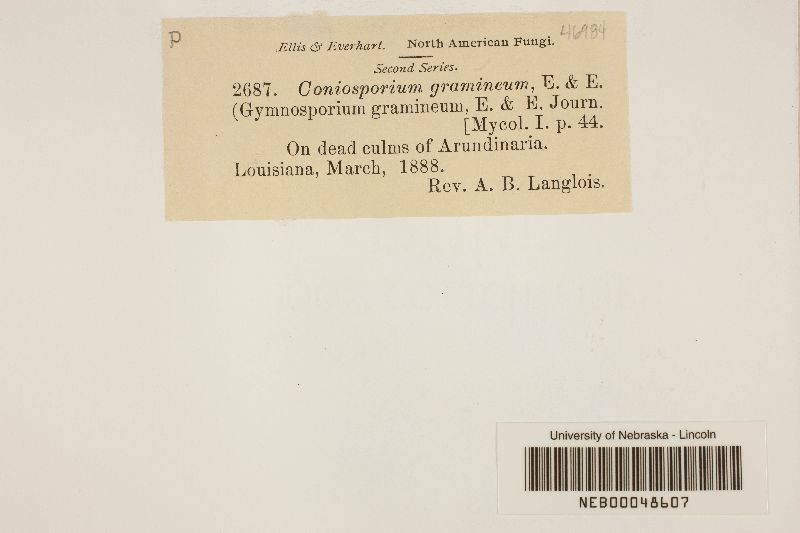 P
46984
Ellis & Everhart. North American Fungi.
Second Series.
2687. Coniosporium gramineum, E. & E.
(Gymnosporium gramineum, E. & E. Journ.
[Mycol. I. p. 44.
On dead culms of Arundinaria.
Louisiana, March, 1888.
Rev. A. B. Langlois.
University of Nebraska - Lincoln
NEB00048607